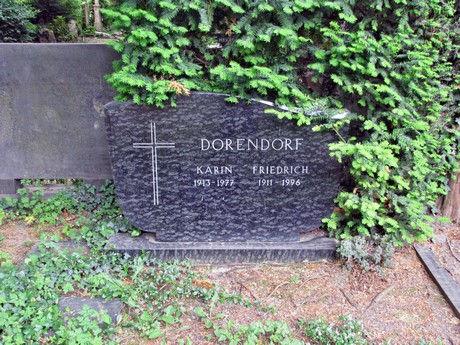 DORENDORF
KARIN FRIEDRICH
1913-1977 1911-1996